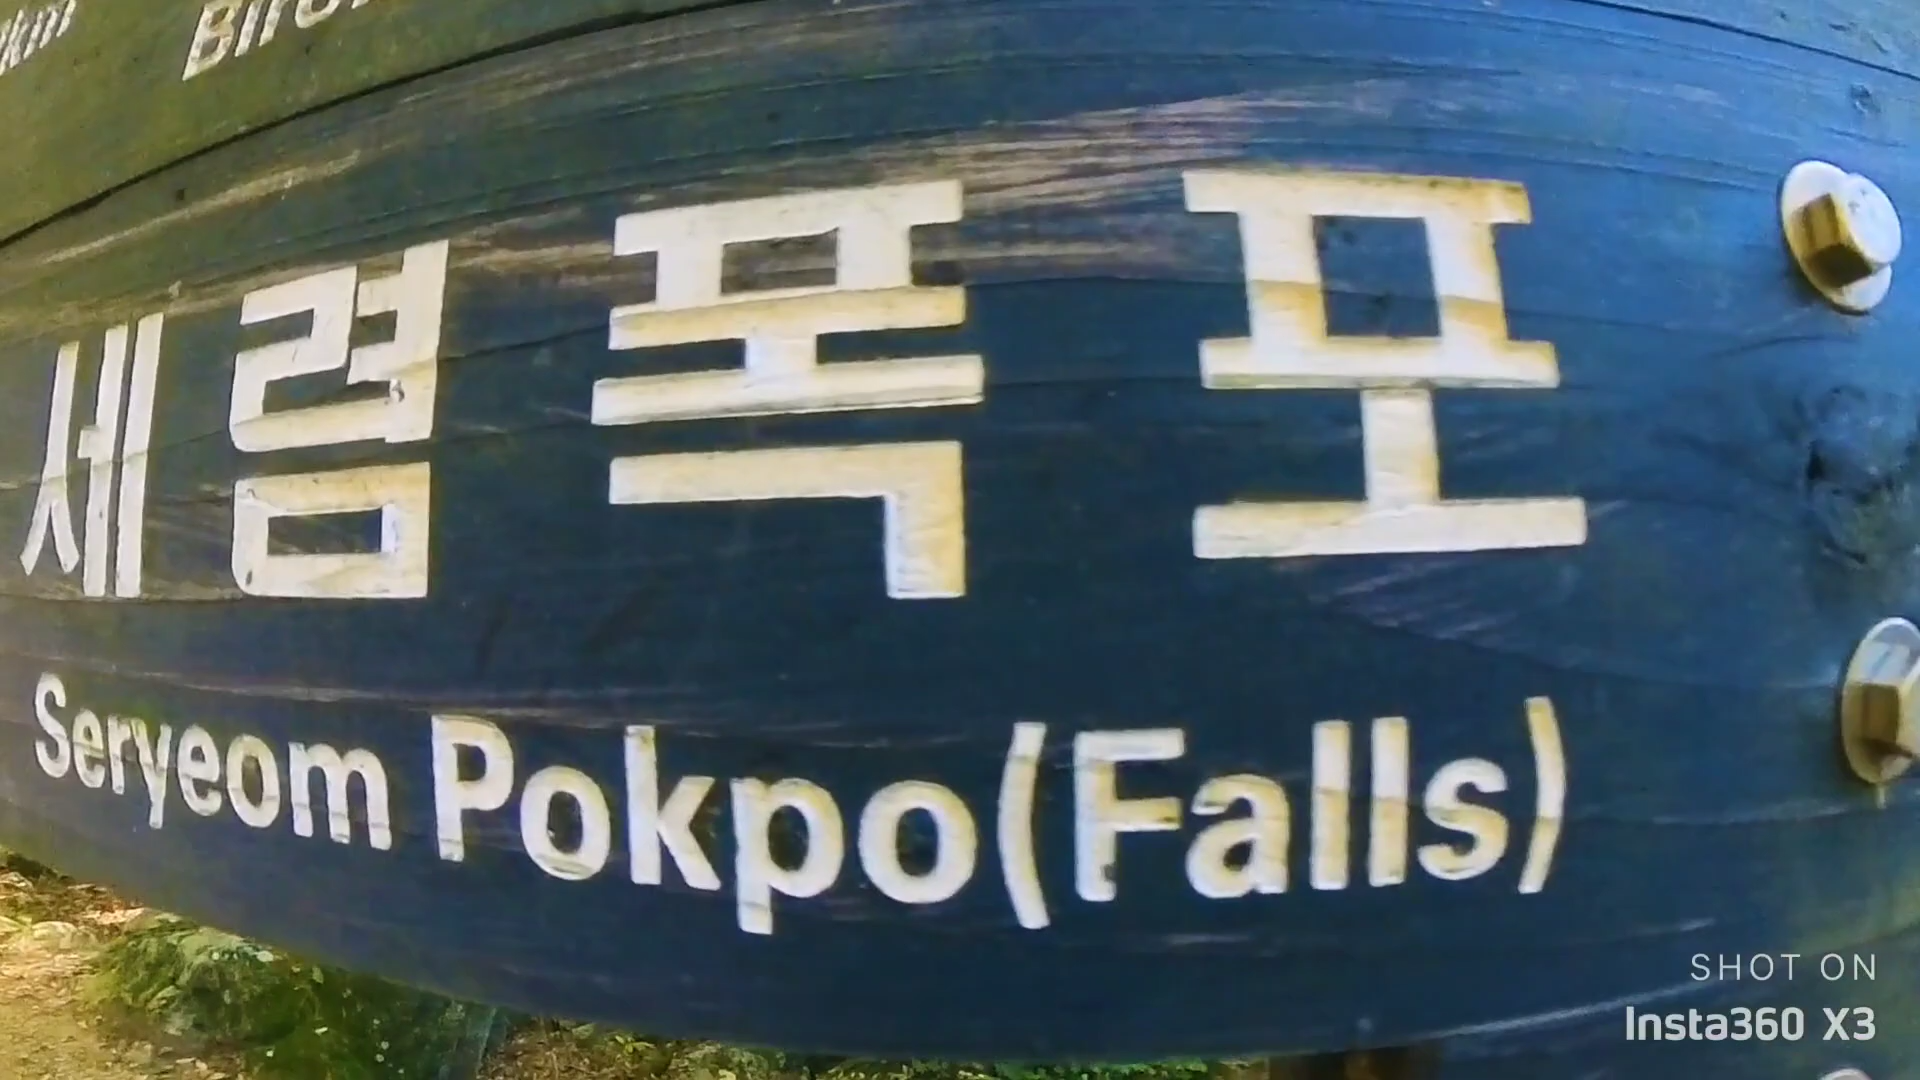 세렴폭포
Seryeom Pokpo(Falls)
SHOT ON
Insta360 X3